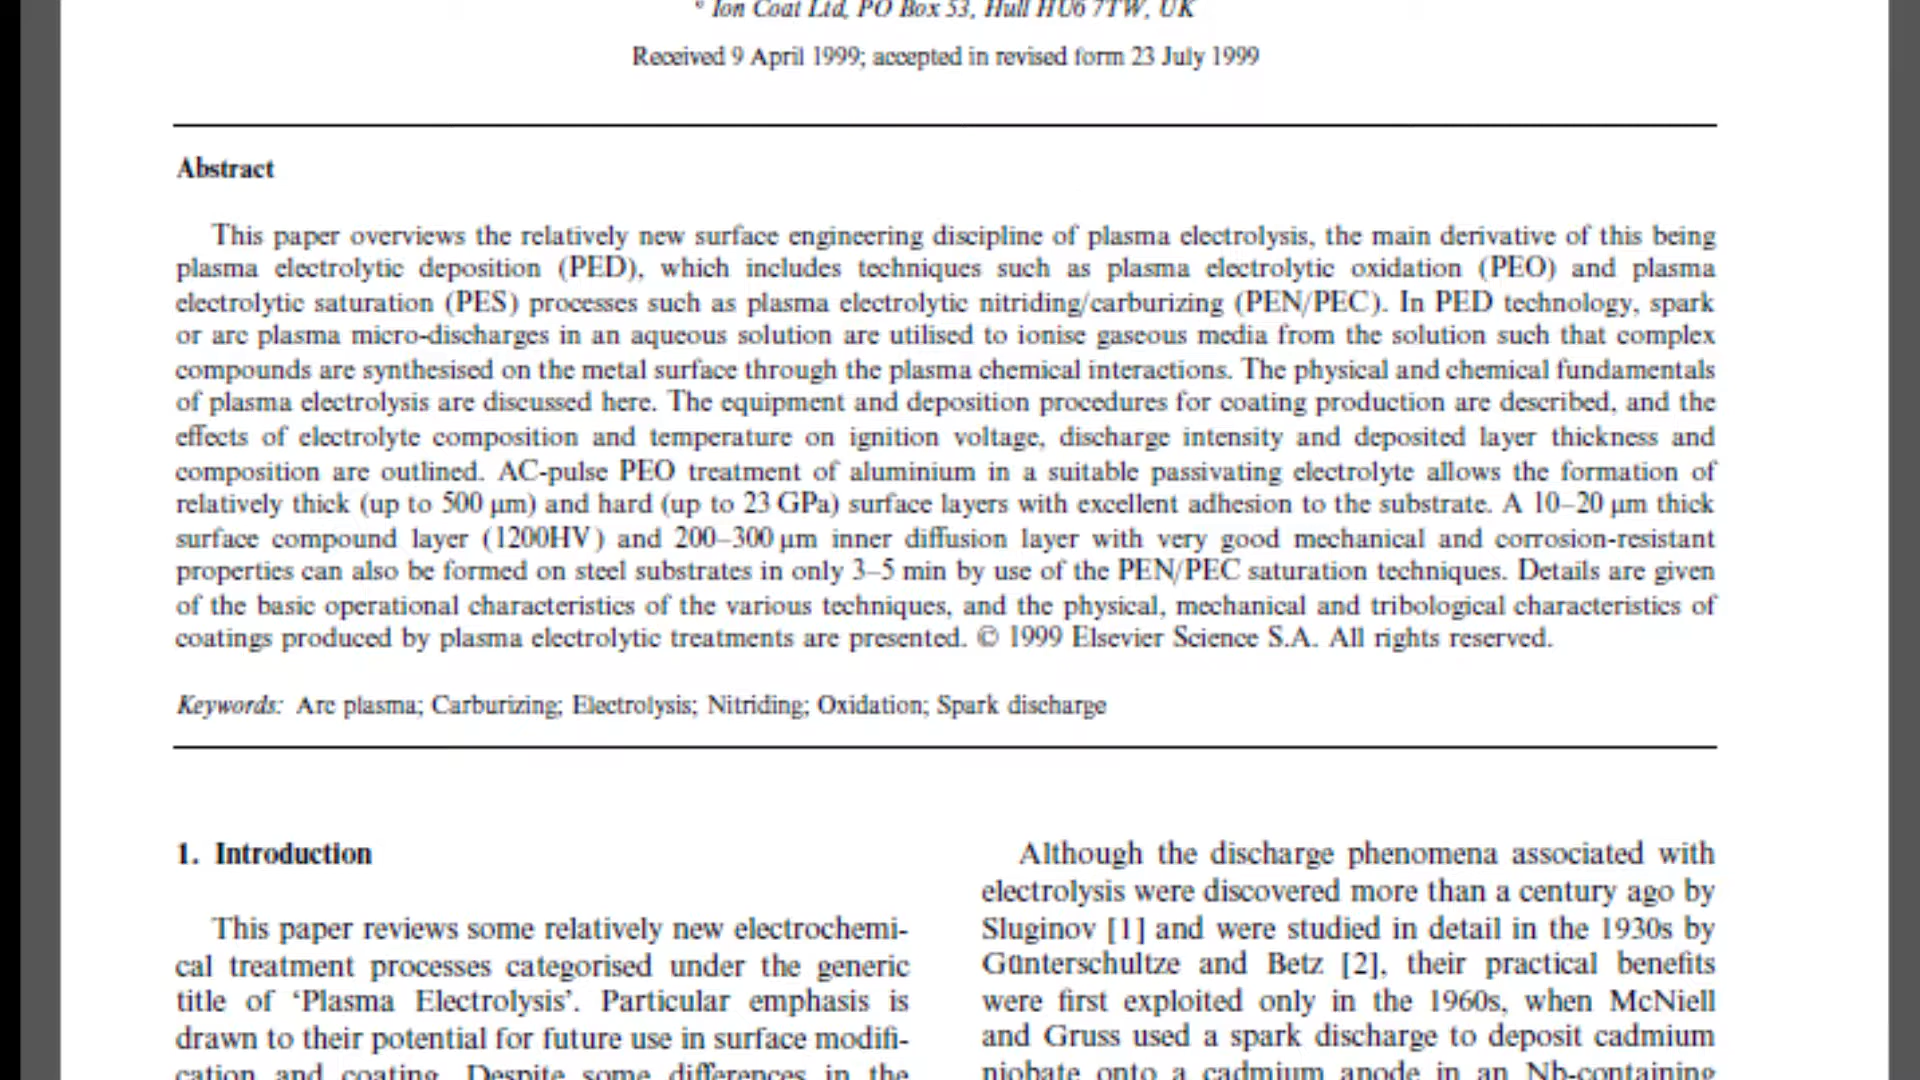 e Ion Coat Ltd, PO Box 53, Hull HU6 7TW, UK
Received 9 April 1999; accepted in revised form 23 July 1999
Abstract
This paper overviews the relatively new surface engineering discipline of plasma electrolysis, the main derivative of this being
plasma electrolytic deposition (PED), which includes techniques such as plasma electrolytic oxidation (PEO) and plasma
electrolytic saturation (PES) processes such as plasma electrolytic nitriding/carburizing (PEN/PEC). In PED technology, spark
or arc plasma micro-discharges in an aqueous solution are utilised to ionise gaseous media from the solution such that complex
compounds are synthesised on the metal surface through the plasma chemical interactions. The physical and chemical fundamentals
of plasma electrolysis are discussed here. The equipment and deposition procedures for coating production are described, and the
effects of electrolyte composition and temperature on ignition voltage, discharge intensity and deposited layer thickness and
composition are outlined. AC-pulse PEO treatment of aluminium in a suitable passivating electrolyte allows the formation of
relatively thick (up to 500 μm) and hard (up to 23 GPa) surface layers with excellent adhesion to the substrate. A 10–20 μm thick
surface compound layer (1200HV) and 200–300 μm inner diffusion layer with very good mechanical and corrosion-resistant
properties can also be formed on steel substrates in only 3–5 min by use of the PEN/PEC saturation techniques. Details are given
of the basic operational characteristics of the various techniques, and the physical, mechanical and tribological characteristics of
coatings produced by plasma electrolytic treatments are presented. © 1999 Elsevier Science S.A. All rights reserved.
Keywords: Arc plasma; Carburizing; Electrolysis; Nitriding; Oxidation; Spark discharge
1. Introduction
This paper reviews some relatively new electrochemi-
cal treatment processes categorised under the generic
title of ‘Plasma Electrolysis’. Particular emphasis is
drawn to their potential for future use in surface modifi-
cation and coating. Despite some differences in the
Although the discharge phenomena associated with
electrolysis were discovered more than a century ago by
Sluginov [1] and were studied in detail in the 1930s by
Günterschultze and Betz [2], their practical benefits
were first exploited only in the 1960s, when McNiell
and Gruss used a spark discharge to deposit cadmium
niobate onto a cadmium anode in an Nb-containing